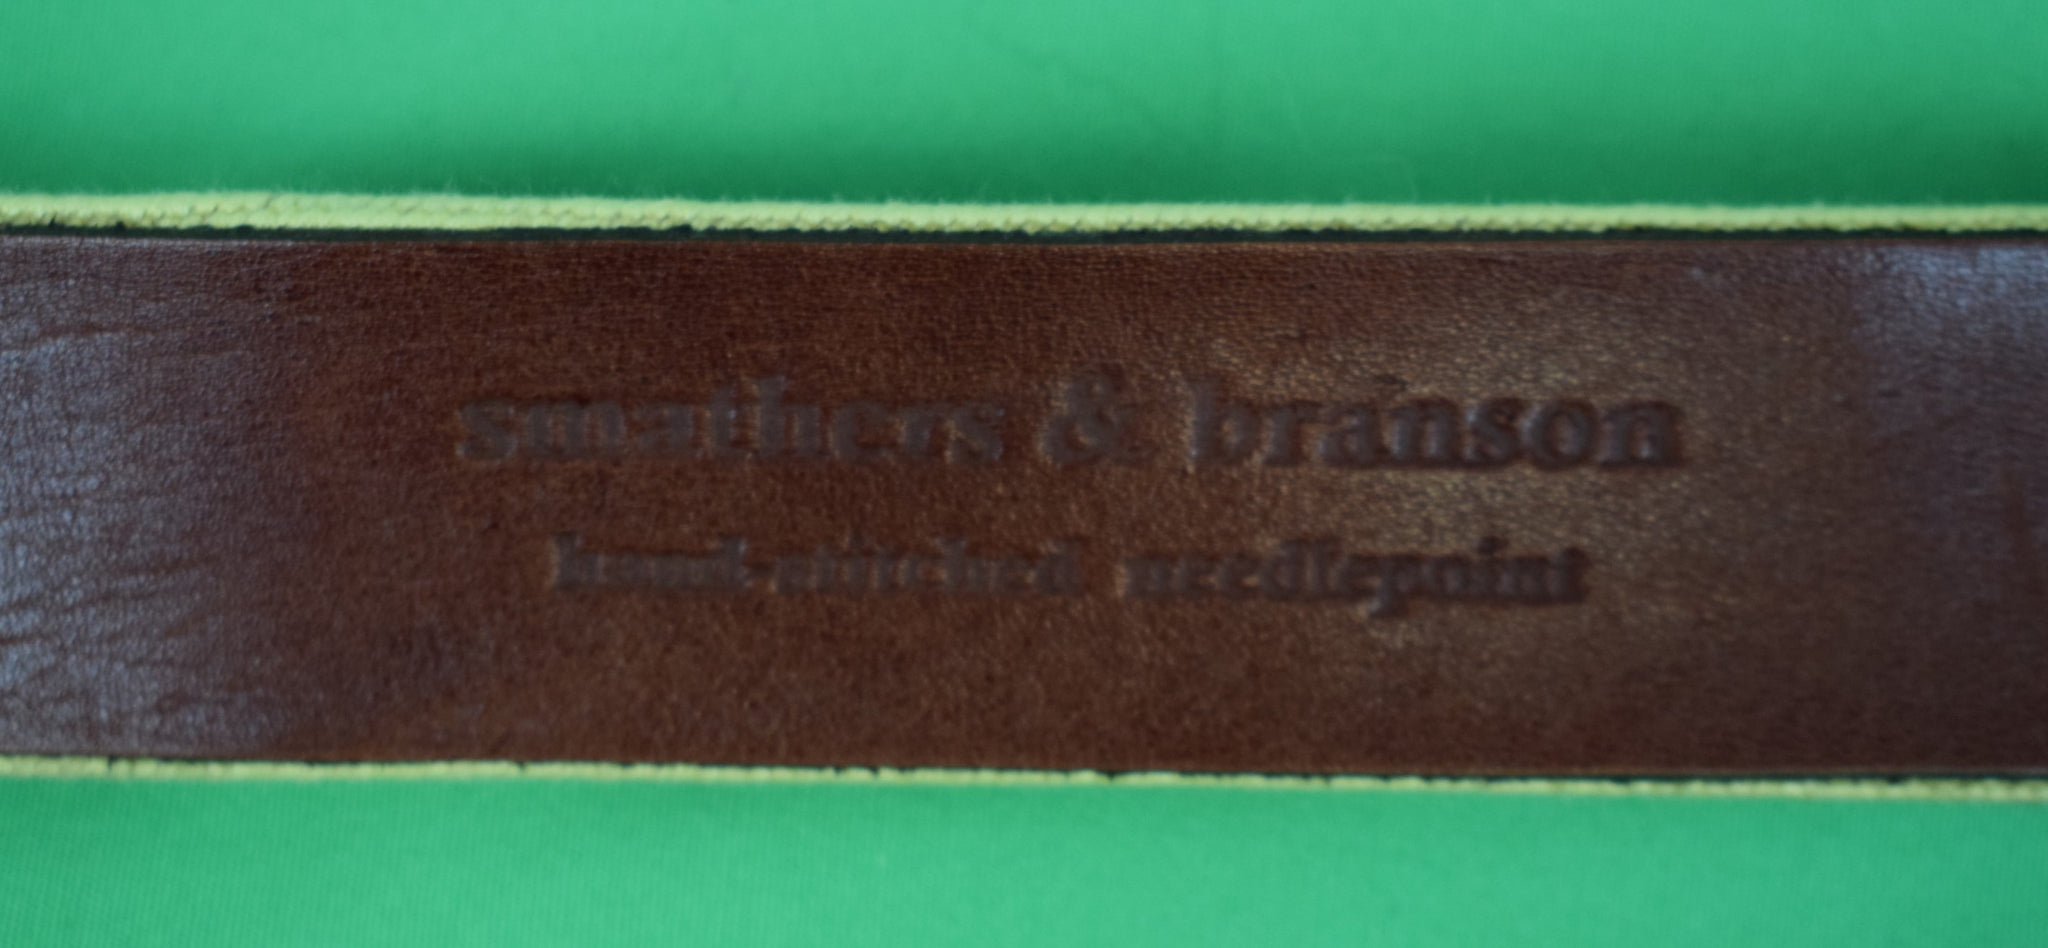 smathers & branson
hand-stitched needlepoint